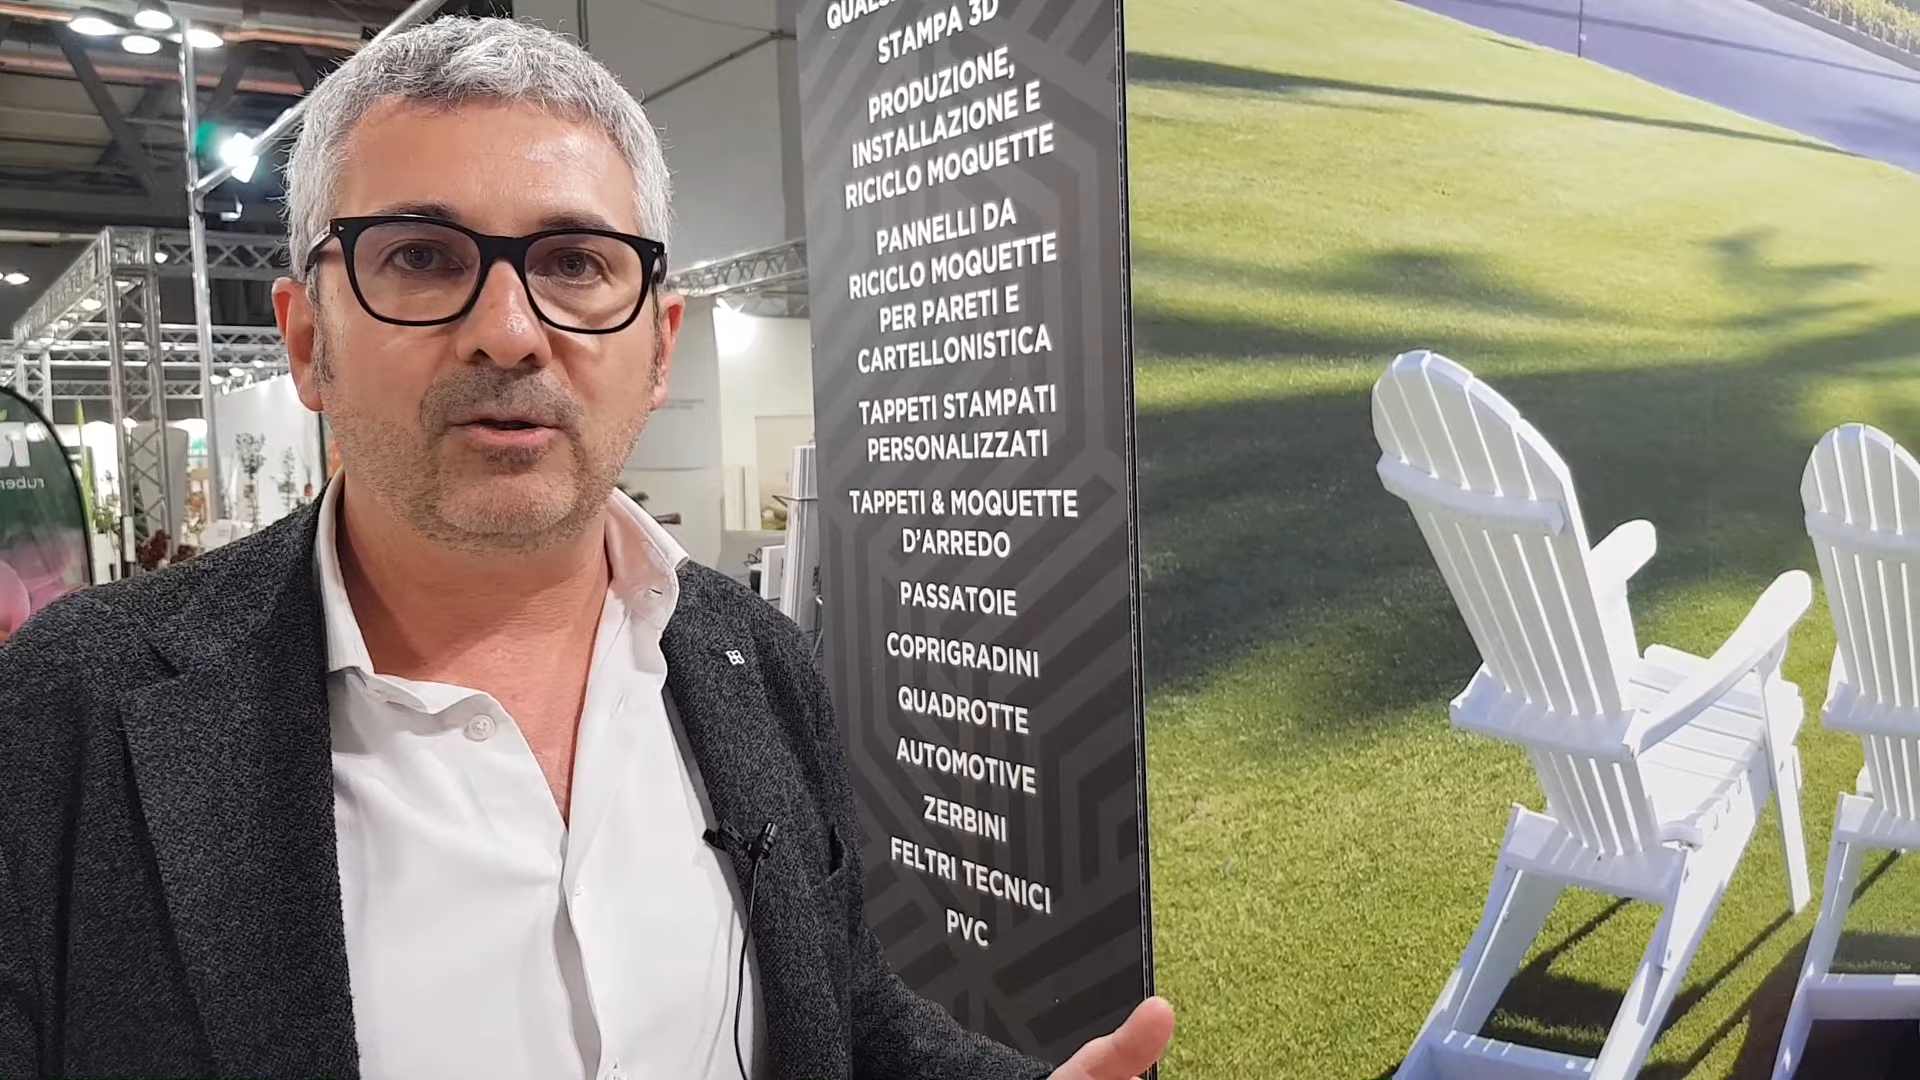 STAMPA 3D
PRODUZIONE,
INSTALLAZIONE E
RICICLO MOQUETTE
PANNELLI DA
RICICLO MOQUETTE
PER PARETI E
CARTELLONISTICA
TAPPETI STAMPATI
PERSONALIZZATI
TAPPETI & MOQUETTE
D'ARREDO
PASSATOIE
COPRIGRADINI
QUADROTTE
AUTOMOTIVE
ZERBINI
FELTRI TECNICI
PVC